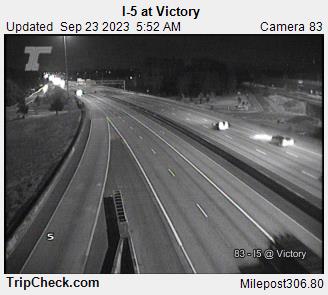 I-5 at Victory
Updated Sep 23 2023 5:52 AM Camera 83
S
83 - I5 @ Victory
TripCheck.com Milepost306.80